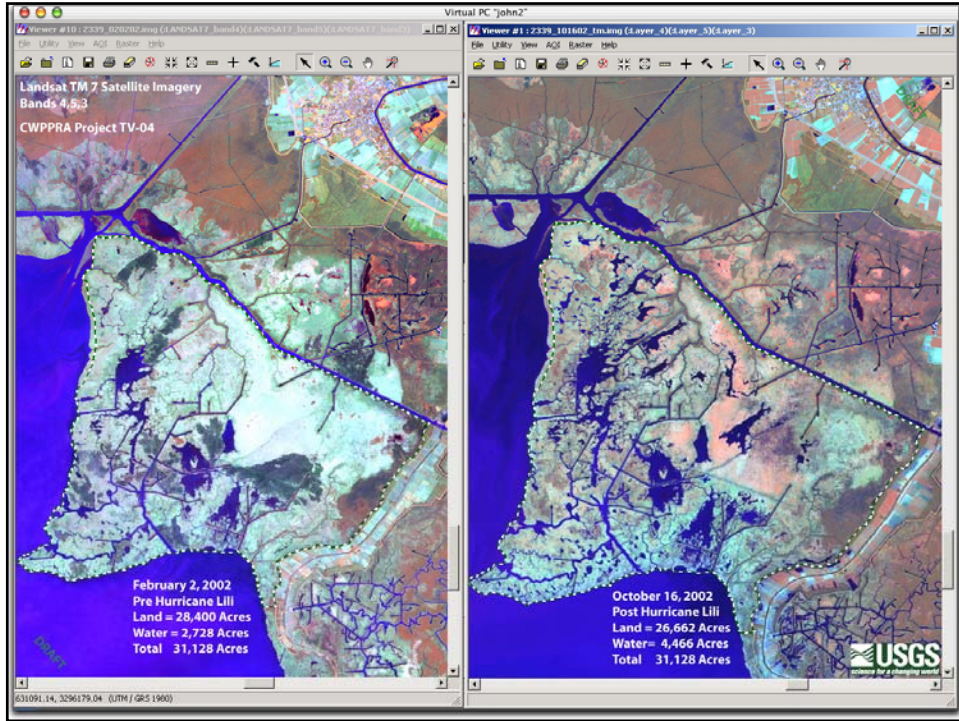 Virtual PC "john2"
Viewer #10 : 2339_020202.img (:LANDSAT7_band4)(:LANDSAT7_band5)(:LANDSAT7_band3)
File Utility View AOI Raster Help
Landsat TM 7 Satellite Imagery
Bands 4,5,3
CWPPRA Project TV-04
February 2, 2002
Pre Hurricane Lili
Land = 28,400 Acres
Water = 2,728 Acres
Total 31,128 Acres
DRAFT
631091.14, 3296179.04 (UTM / GRS 1980)
Viewer #1 : 2339_101602_tm.img (:Layer_4)(:Layer_5)(:Layer_3)
File Utility View AOI Raster Help
DRAFT
October 16, 2002
Post Hurricane Lili
Land = 26,662 Acres
Water= 4,466 Acres
Total 31,128 Acres
USGS
science for a changing world